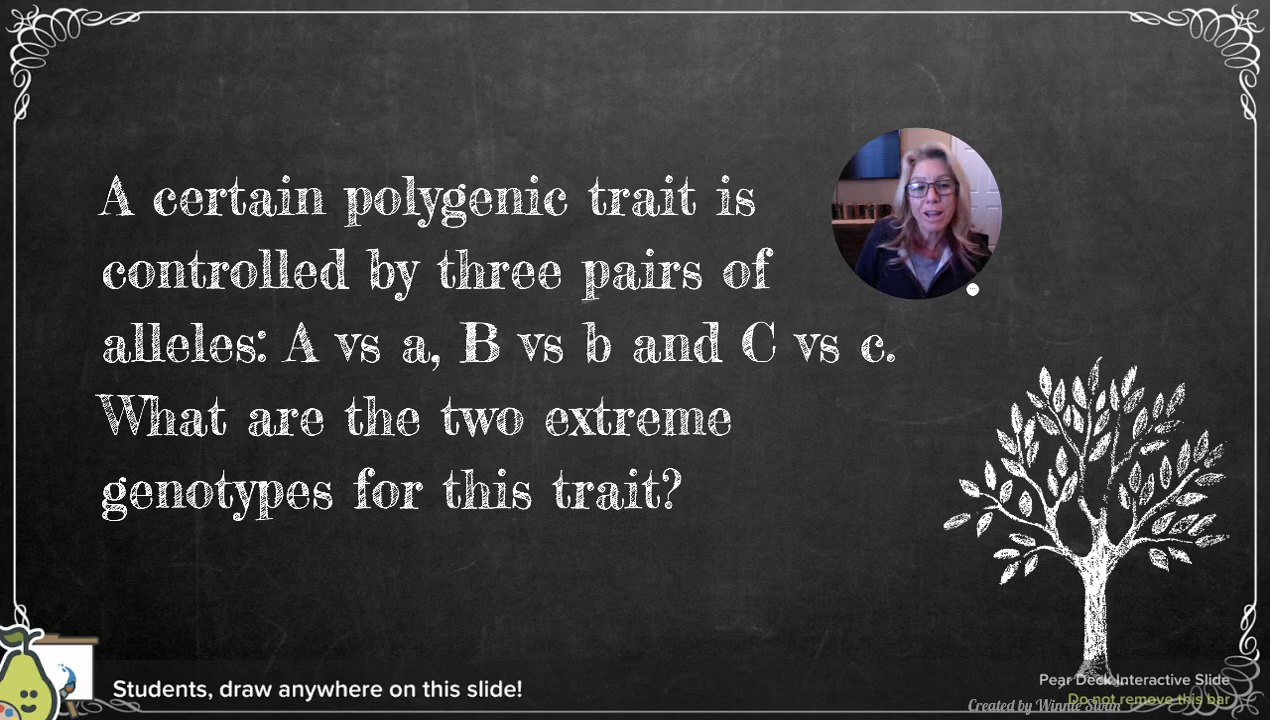 A certain polygenic trait is
controlled by three pairs of
alleles: A vs a, B vs b and C vs c.
What are the two extreme
genotypes for this trait?
Students, draw anywhere on this slide!
Pear Deck Interactive Slide
Do not remove this bar
Created by Winnie Swan